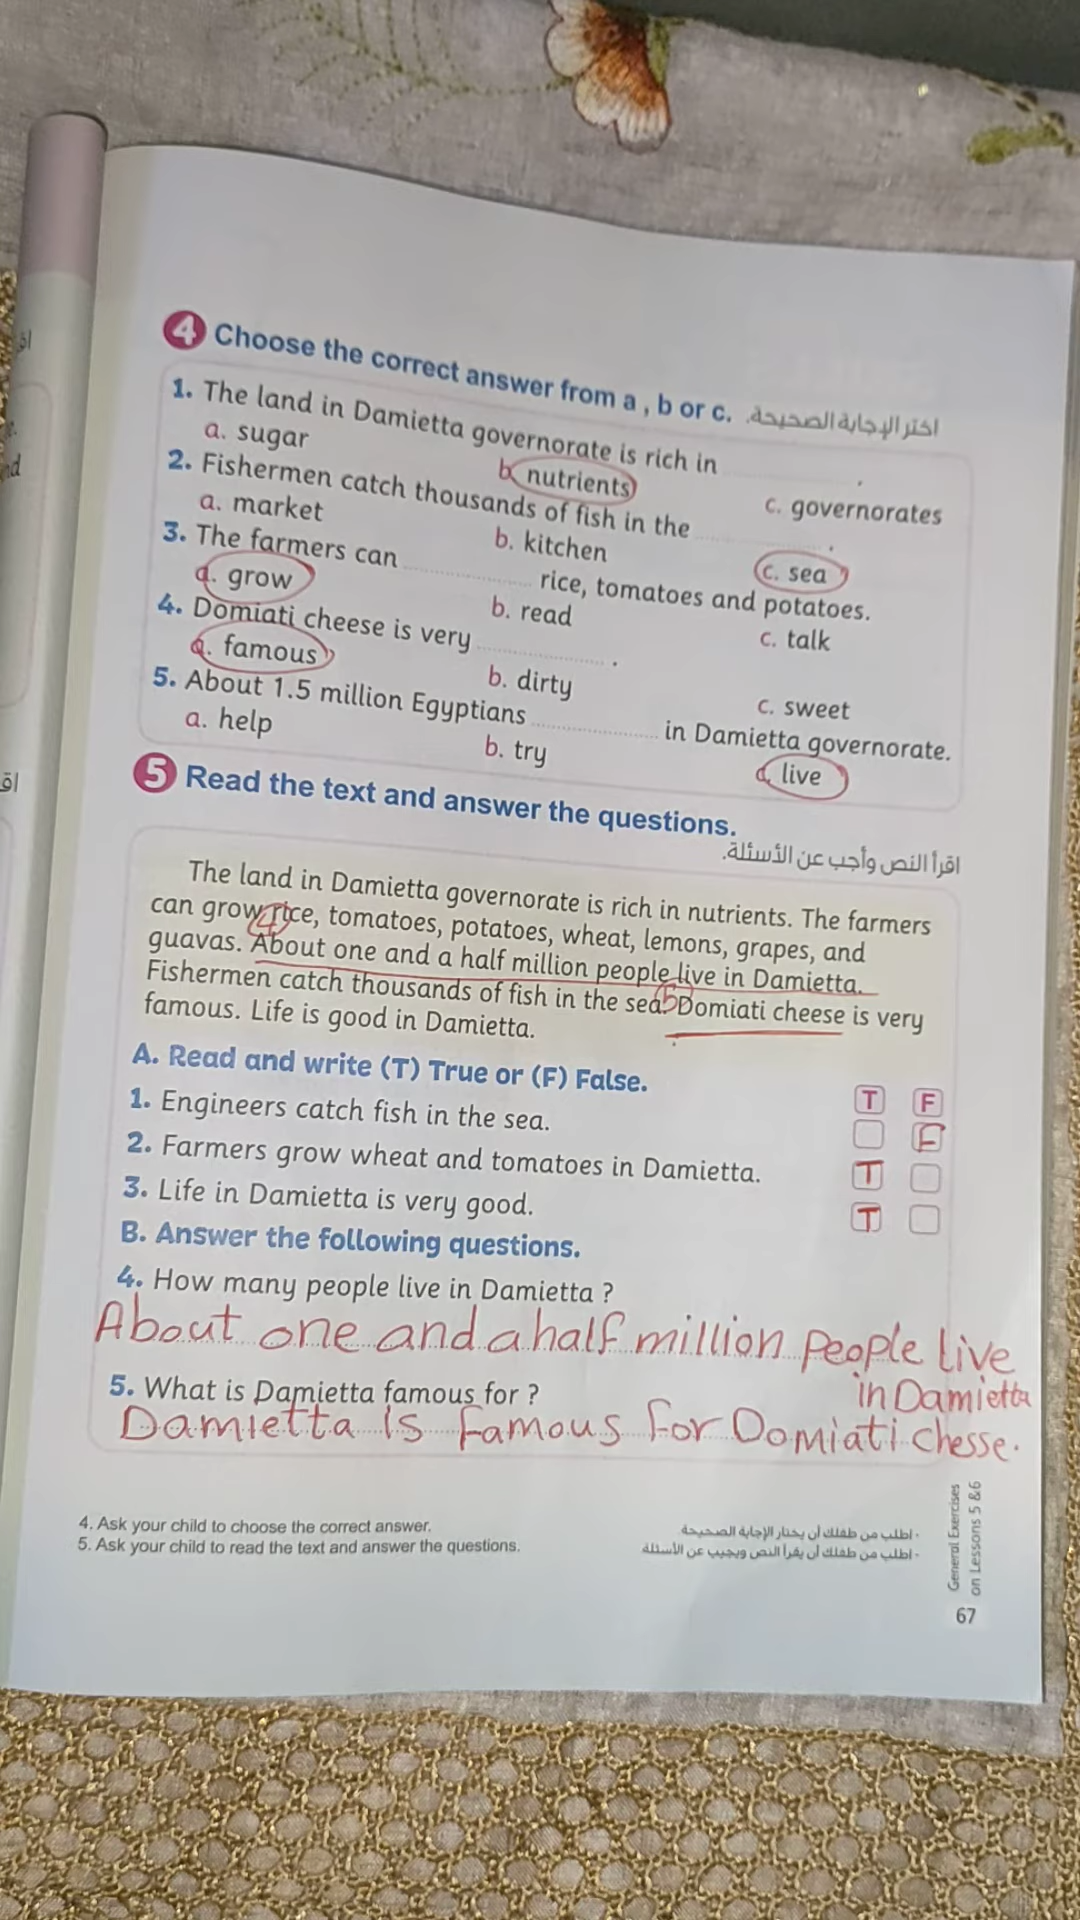 4 Choose the correct answer from a , b or c. اختر الإجابة الصحيحة.
1. The land in Damietta governorate is rich in .................... .
a. sugar b. nutrients c. governorates
2. Fishermen catch thousands of fish in the .................... .
a. market b. kitchen c. sea
3. The farmers can .................... rice, tomatoes and potatoes.
a. grow b. read c. talk
4. Domiati cheese is very .................... .
a. famous b. dirty c. sweet
5. About 1.5 million Egyptians .................... in Damietta governorate.
a. help b. try c. live
5 Read the text and answer the questions.
اقرأ النص وأجب عن الأسئلة.
The land in Damietta governorate is rich in nutrients. The farmers
can grow rice, tomatoes, potatoes, wheat, lemons, grapes, and
4
guavas. About one and a half million people live in Damietta.
Fishermen catch thousands of fish in the sea. 5 Domiati cheese is very
famous. Life is good in Damietta.
A. Read and write (T) True or (F) False.
T F
1. Engineers catch fish in the sea. F
2. Farmers grow wheat and tomatoes in Damietta. T
3. Life in Damietta is very good. T
B. Answer the following questions.
4. How many people live in Damietta ?
About one and a half million people live
in Damietta
5. What is Damietta famous for ?
Damietta is famous for Domiati chesse.
4. Ask your child to choose the correct answer. - اطلب من طفلك أن يختار الإجابة الصحيحة.
5. Ask your child to read the text and answer the questions. - اطلب من طفلك أن يقرأ النص ويجيب عن الأسئلة
General Exercises
on Lessons 5 &6
67